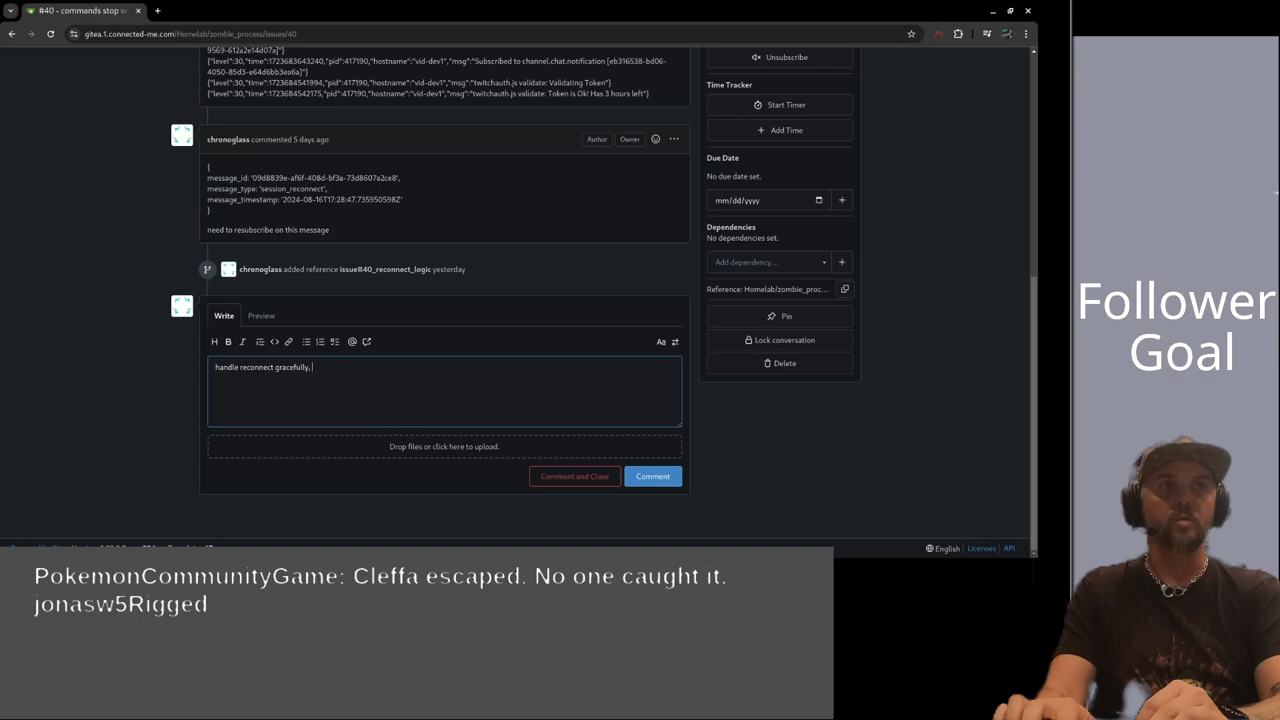 #40 - commands stop w
gitea.1.connected-me.com/Homelab/zombie_process/issues/40
9569-612a2e14d07a]"}
{"level":30,"time":1723683643240,"pid":417190,"hostname":"vid-dev1","msg":"Subscribed to channel.chat.notification [eb316538-bd06-
4050-85d3-e64d6bb3ea6a]"}
{"level":30,"time":1723684541994,"pid":417190,"hostname":"vid-dev1","msg":"twitchauth.js validate: Validating Token"}
{"level":30,"time":1723684542175,"pid":417190,"hostname":"vid-dev1","msg":"twitchauth.js validate: Token is Ok! Has 3 hours left"}
chronoglass commented 5 days ago
Author
Owner
{
message_id: '09d8839e-af6f-408d-bf3a-73d8607a2ce8',
message_type: 'session_reconnect',
message_timestamp: '2024-08-16T17:28:47.735950598Z'
}
need to resubscribe on this message
chronoglass added reference issue#40_reconnect_logic yesterday
Write
Preview
handle reconnect gracefully,
Drop files or click here to upload.
Comment and Close
Comment
Unsubscribe
Time Tracker
Start Timer
Add Time
Due Date
No due date set.
mm/dd/yyyy
Dependencies
No dependencies set.
Add dependency...
Reference: Homelab/zombie_proc...
Pin
Lock conversation
Delete
English
Licenses
API
Follower
Goal
PokemonCommunityGame: Cleffa escaped. No one caught it.
jonasw5Rigged